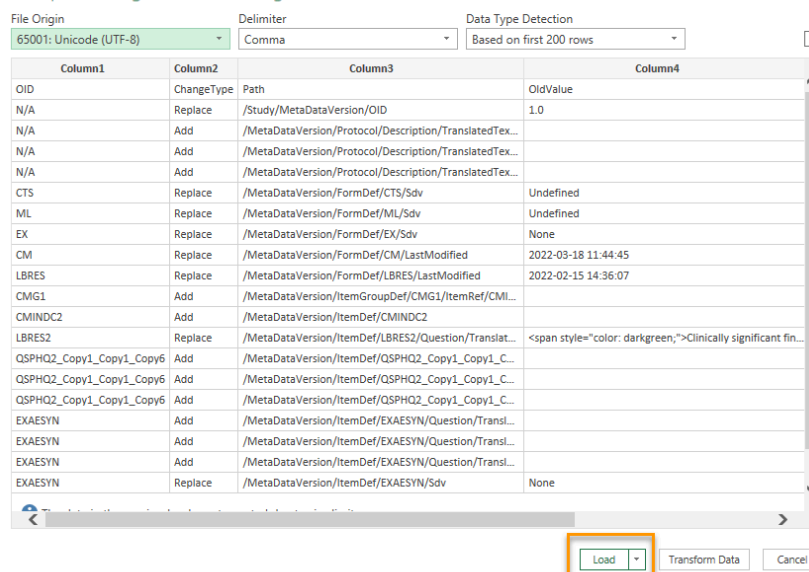 File Origin Delimiter Data Type Detection
65001: Unicode (UTF-8) Comma Based on first 200 rows
Column1 Column2 Column3 Column4
OID ChangeType Path OldValue
N/A Replace /Study/MetaDataVersion/OID 1.0
N/A Add /MetaDataVersion/Protocol/Description/TranslatedTex...
N/A Add /MetaDataVersion/Protocol/Description/TranslatedTex...
N/A Add /MetaDataVersion/Protocol/Description/TranslatedTex...
CTS Replace /MetaDataVersion/FormDef/CTS/Sdv Undefined
ML Replace /MetaDataVersion/FormDef/ML/Sdv Undefined
EX Replace /MetaDataVersion/FormDef/EX/Sdv None
CM Replace /MetaDataVersion/FormDef/CM/LastModified 2022-03-18 11:44:45
LBRES Replace /MetaDataVersion/FormDef/LBRES/LastModified 2022-02-15 14:36:07
CMG1 Add /MetaDataVersion/ItemGroupDef/CMG1/ItemRef/CMI...
CMINDC2 Add /MetaDataVersion/ItemDef/CMINDC2
LBRES2 Replace /MetaDataVersion/ItemDef/LBRES2/Question/Translat... <span style="color: darkgreen;">Clinically significant fin...
QSPHQ2_Copy1_Copy1_Copy6 Add /MetaDataVersion/ItemDef/QSPHQ2_Copy1_Copy1_C...
QSPHQ2_Copy1_Copy1_Copy6 Add /MetaDataVersion/ItemDef/QSPHQ2_Copy1_Copy1_C...
QSPHQ2_Copy1_Copy1_Copy6 Add /MetaDataVersion/ItemDef/QSPHQ2_Copy1_Copy1_C...
EXAESYN Add /MetaDataVersion/ItemDef/EXAESYN/Question/Transl...
EXAESYN Add /MetaDataVersion/ItemDef/EXAESYN/Question/Transl...
EXAESYN Add /MetaDataVersion/ItemDef/EXAESYN/Question/Transl...
EXAESYN Replace /MetaDataVersion/ItemDef/EXAESYN/Sdv None
Load Transform Data Cancel